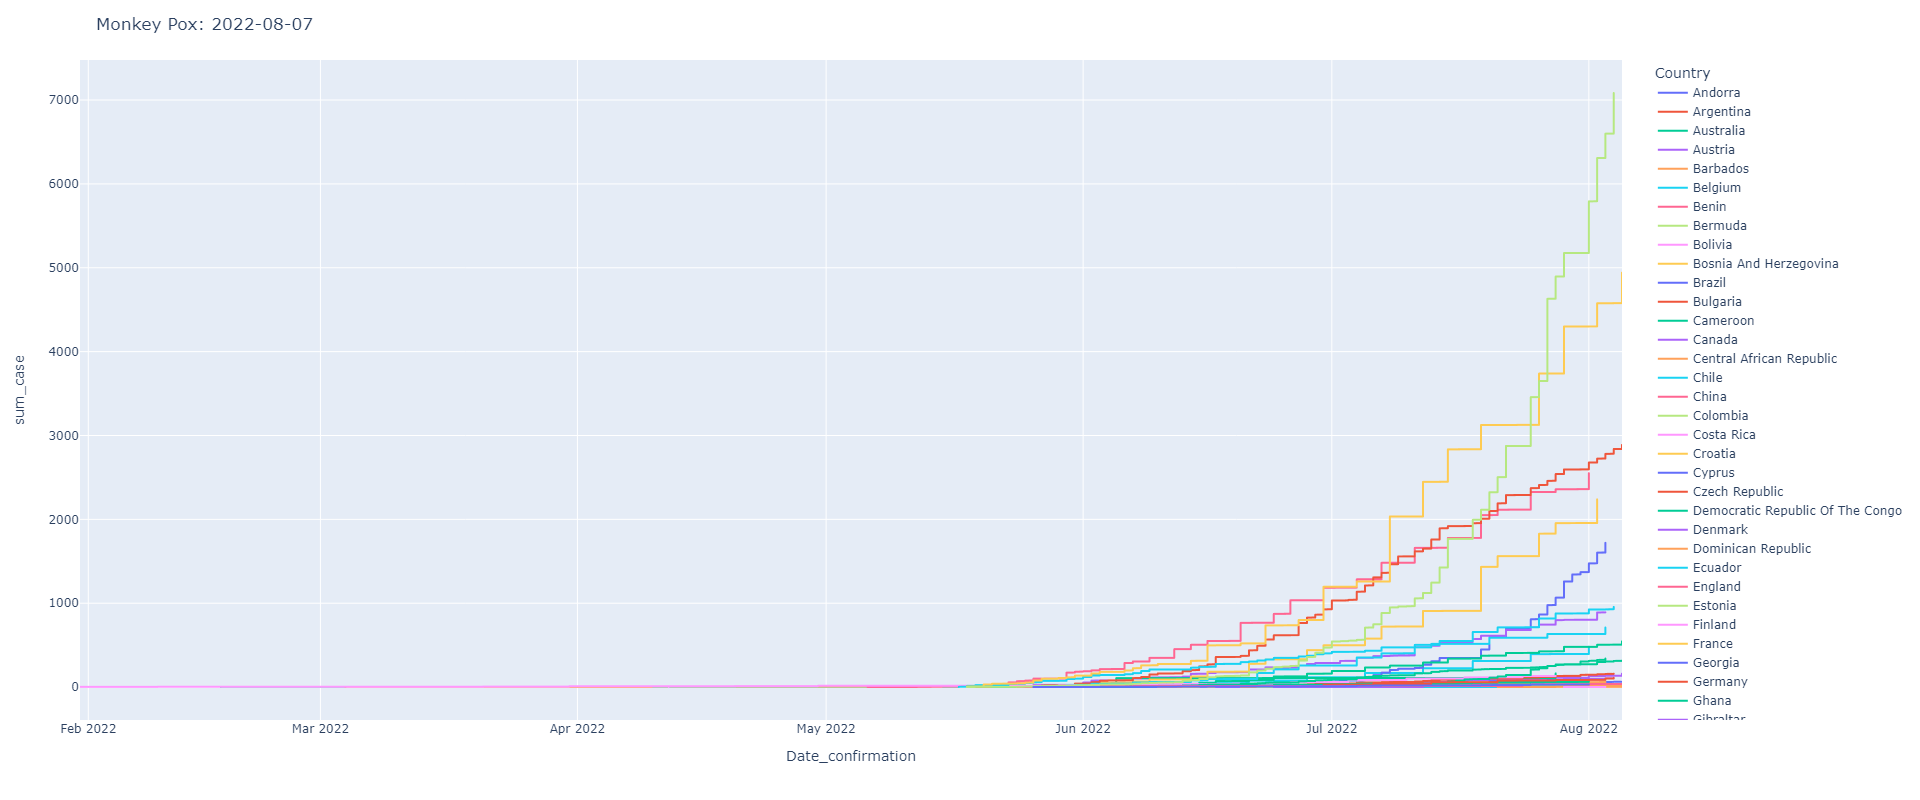 Monkey Pox: 2022-08-07
sum_case
7000
6000
5000
4000
3000
2000
1000
0
Feb 2022
Mar 2022
Apr 2022
May 2022
Jun 2022
Jul 2022
Aug 2022
Date_confirmation
Country
Andorra
Argentina
Australia
Austria
Barbados
Belgium
Benin
Bermuda
Bolivia
Bosnia And Herzegovina
Brazil
Bulgaria
Cameroon
Canada
Central African Republic
Chile
China
Colombia
Costa Rica
Croatia
Cyprus
Czech Republic
Democratic Republic Of The Congo
Denmark
Dominican Republic
Ecuador
England
Estonia
Finland
France
Georgia
Germany
Ghana
Gibraltar